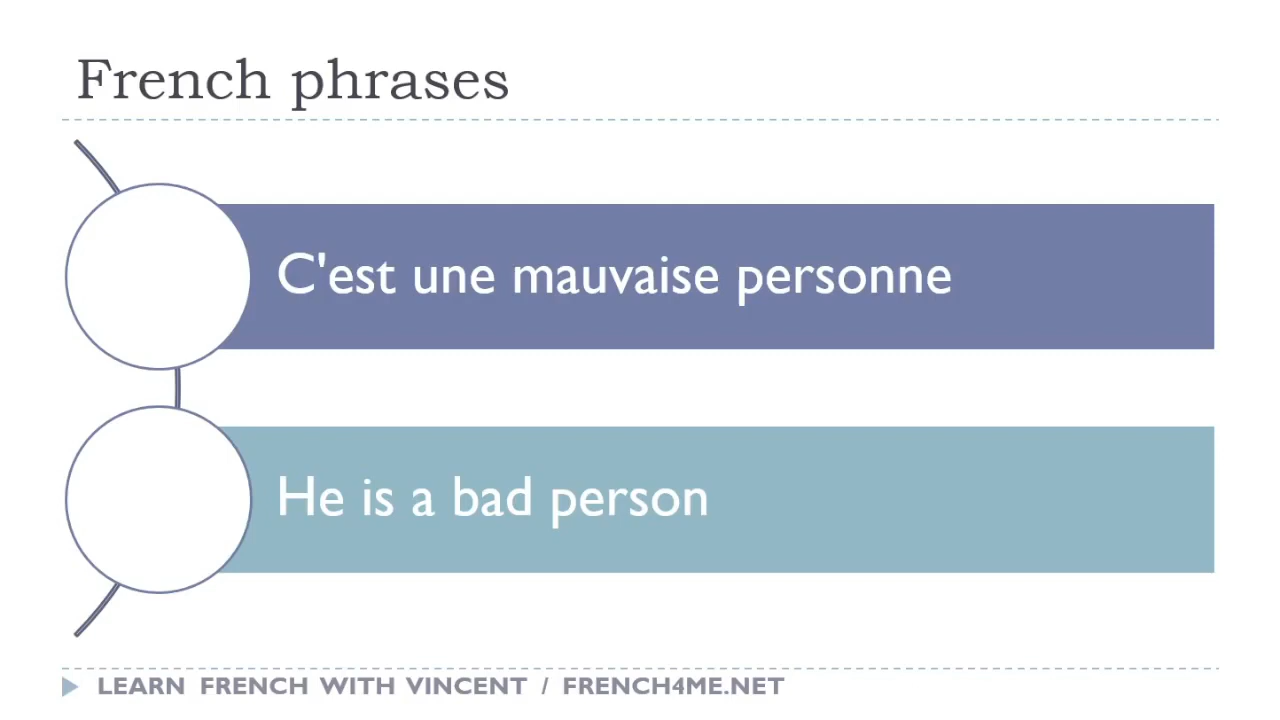 French phrases
C'est une mauvaise personne
He is a bad person
LEARN FRENCH WITH VINCENT / FRENCH4ME.NET